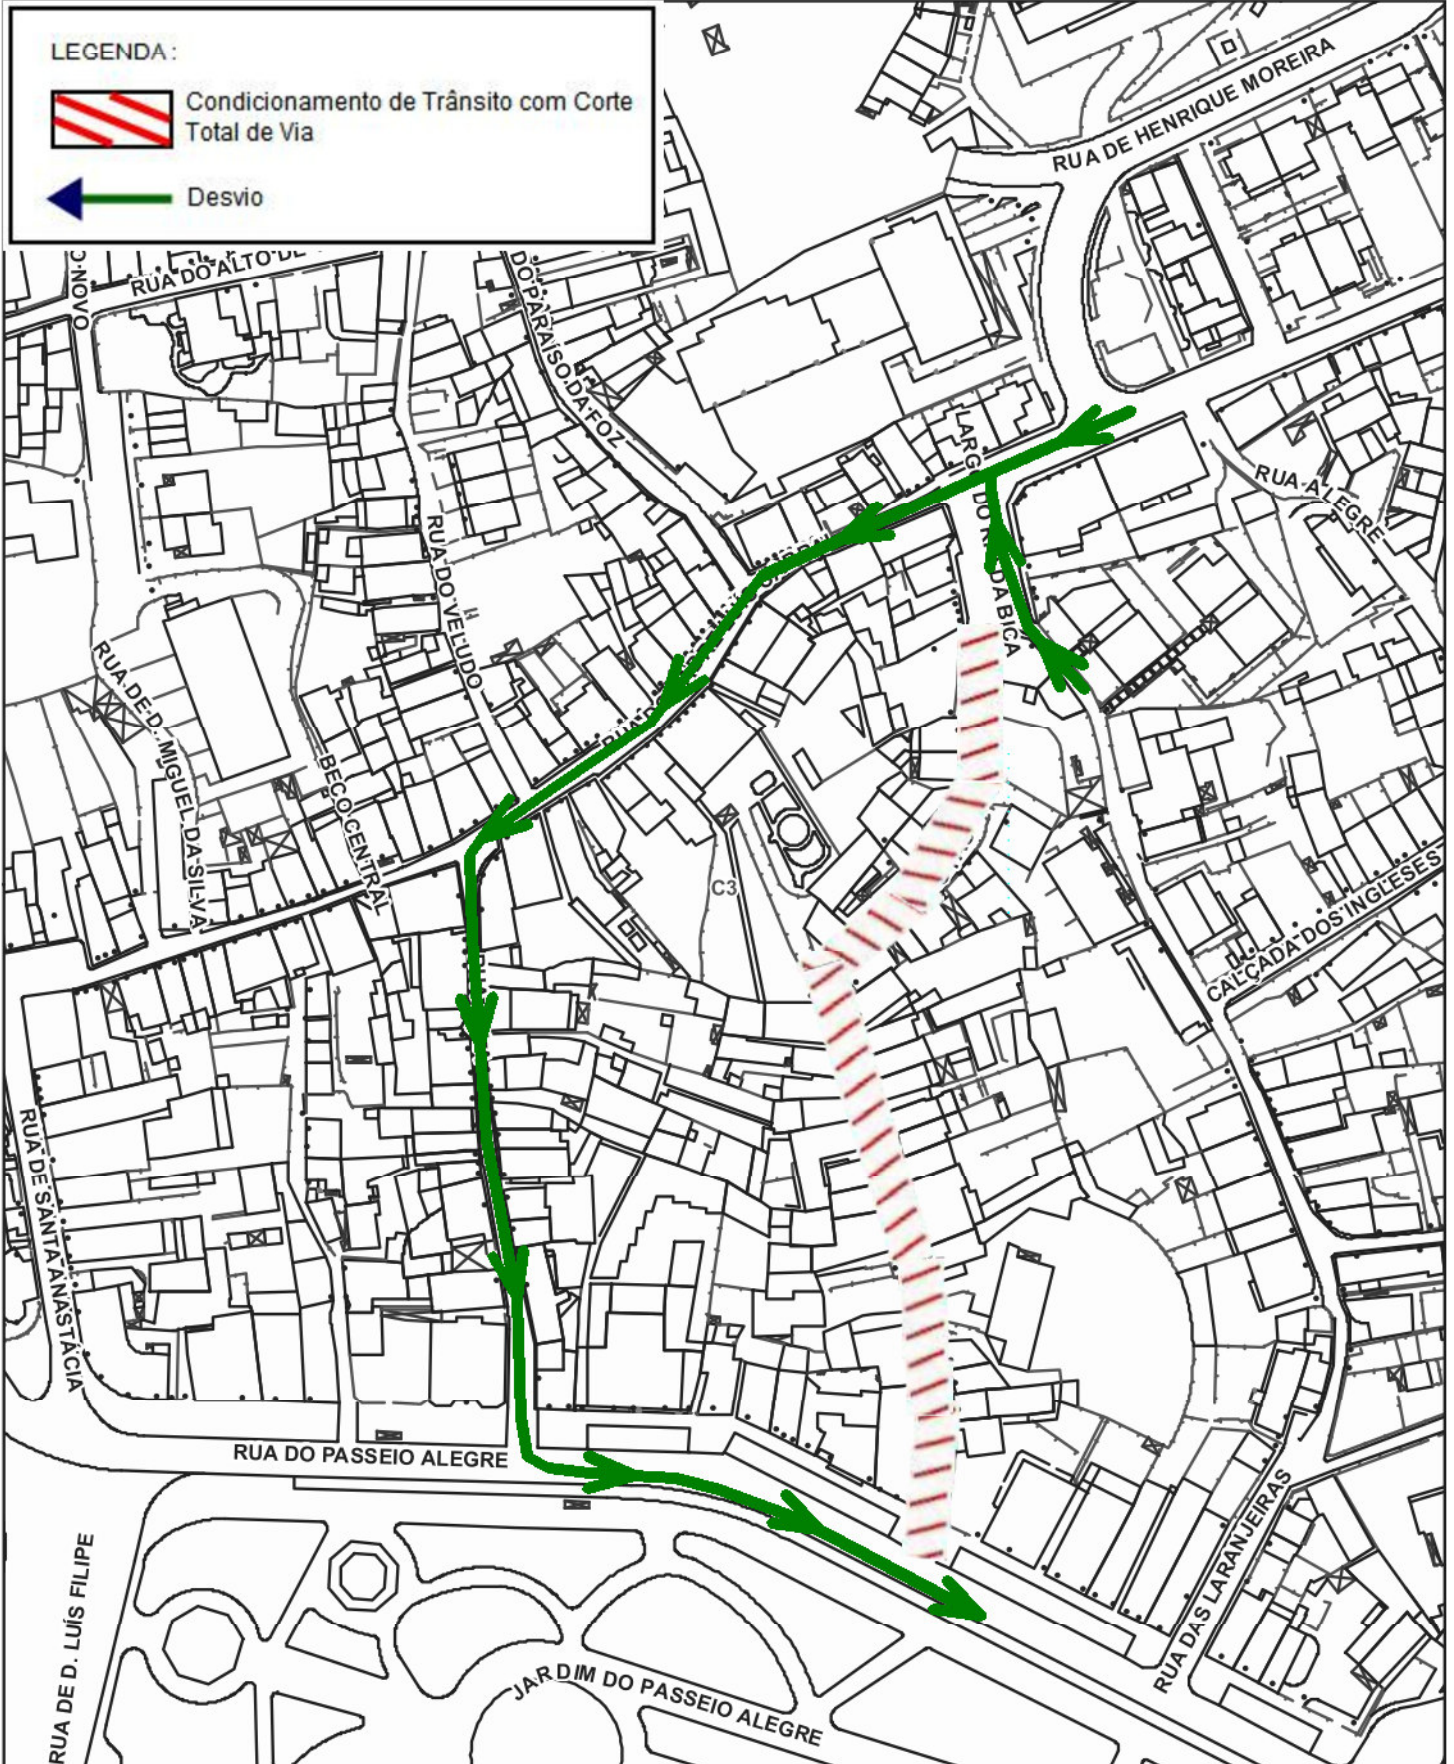 LEGENDA :
Condicionamento de Trânsito com Corte
Total de Via
Desvio
RUA DE HENRIQUE MOREIRA
RUA DO ALTO DE
O NOVO
DO PARAÍSO DA FOZ
RUA ALEGRE
RUA DO VELUDO
DA BICA
RUA DE D. MIGUEL DA SILVA
BECO CENTRAL
C3
CALÇADA DOS INGLESES
RUA DE SANTA ANASTÁCIA
RUA DO PASSEIO ALEGRE
RUA DAS LARANJEIRAS
RUA DE D. LUÍS FILIPE
JARDIM DO PASSEIO ALEGRE